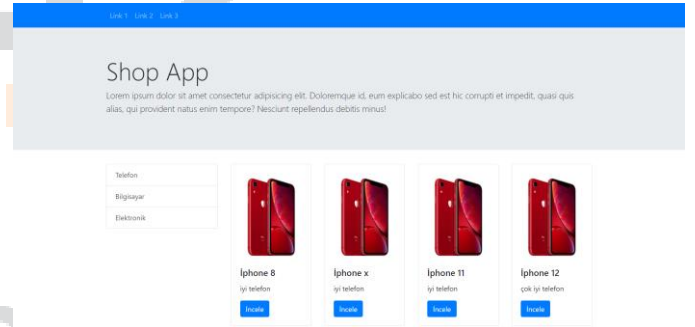 Link 1 Link 2 Link 3
Shop App
Lorem ipsum dolor sit amet consectetur adipisicing elit. Doloremque id, eum explicabo sed est hic corrupti et impedit, quasi quis
alias, qui provident natus enim tempore? Nesciunt repellendus debitis minus!
Telefon
Bilgisayar
Elektronik
İphone 8
iyi telefon
İncele
İphone x
iyi telefon
İncele
İphone 11
iyi telefon
İncele
İphone 12
çok iyi telefon
İncele